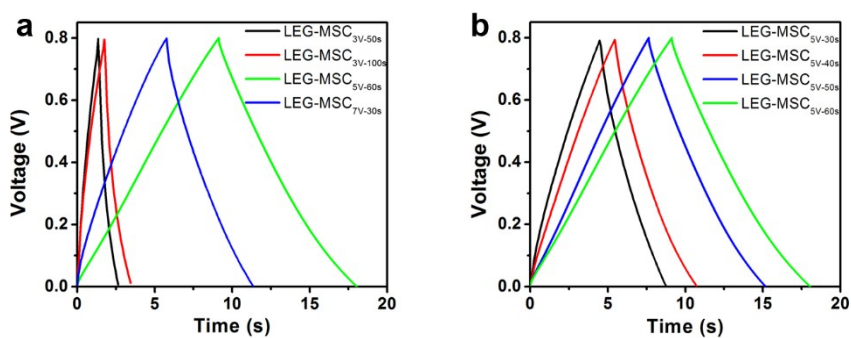 a
LEG-MSC3V-50s
LEG-MSC3V-100s
LEG-MSC5V-60s
LEG-MSC7V-30s
0.8
0.6
0.4
0.2
0.0
Voltage (V)
0 5 10 15 20
Time (s)
b
LEG-MSC5V-30s
LEG-MSC5V-40s
LEG-MSC5V-50s
LEG-MSC5V-60s
0.8
0.6
0.4
0.2
0.0
Voltage (V)
0 5 10 15 20
Time (s)